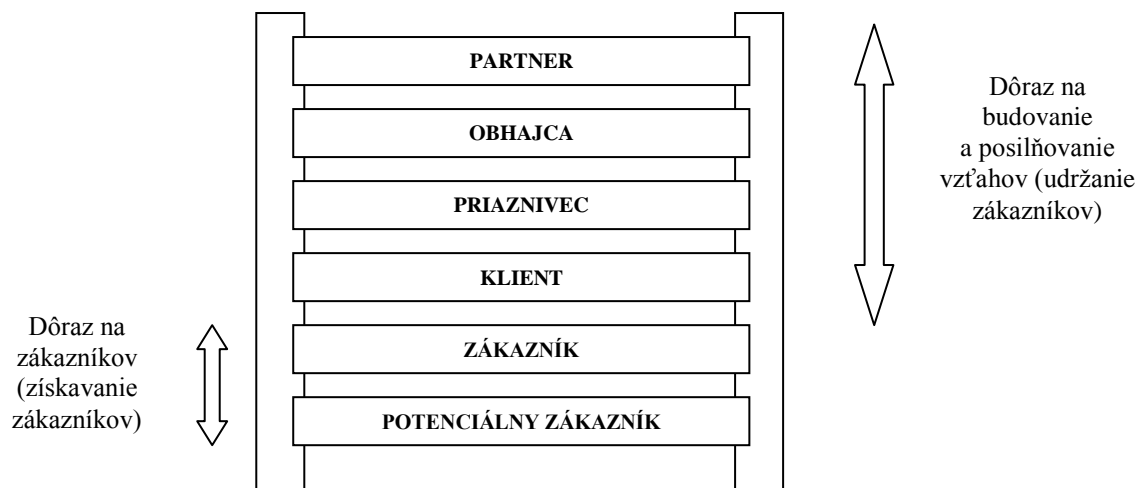 PARTNER
OBHAJCA
PRIAZNIVEC
KLIENT
ZÁKAZNÍK
POTENCIÁLNY ZÁKAZNÍK
Dôraz na
budovanie
a posilňovanie
vzťahov (udržanie
zákazníkov)
Dôraz na
zákazníkov
(získavanie
zákazníkov)